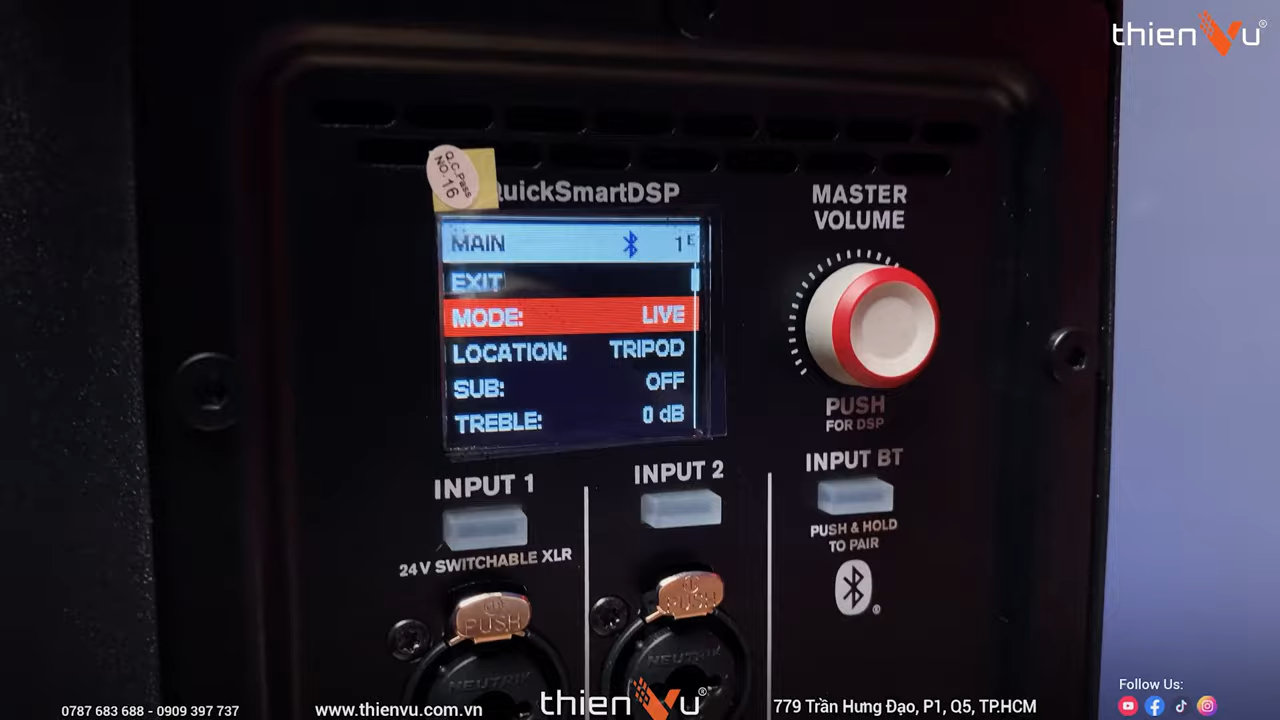 thienVu®
Q.C.Pass
NO. 16
QuickSmartDSP
MASTER
VOLUME
MAIN 1
EXIT
MODE: LIVE
LOCATION: TRIPOD
SUB: OFF
TREBLE: 0 dB
PUSH
FOR DSP
INPUT 1
INPUT 2
INPUT BT
24 V SWITCHABLE XLR
PUSH & HOLD
TO PAIR
PUSH
PUSH
NEUTRIK
NEUTRIK
0787 683 688 - 0909 397 737
www.thienvu.com.vn
thienVu®
779 Trần Hưng Đạo, P1, Q5, TP.HCM
Follow Us: